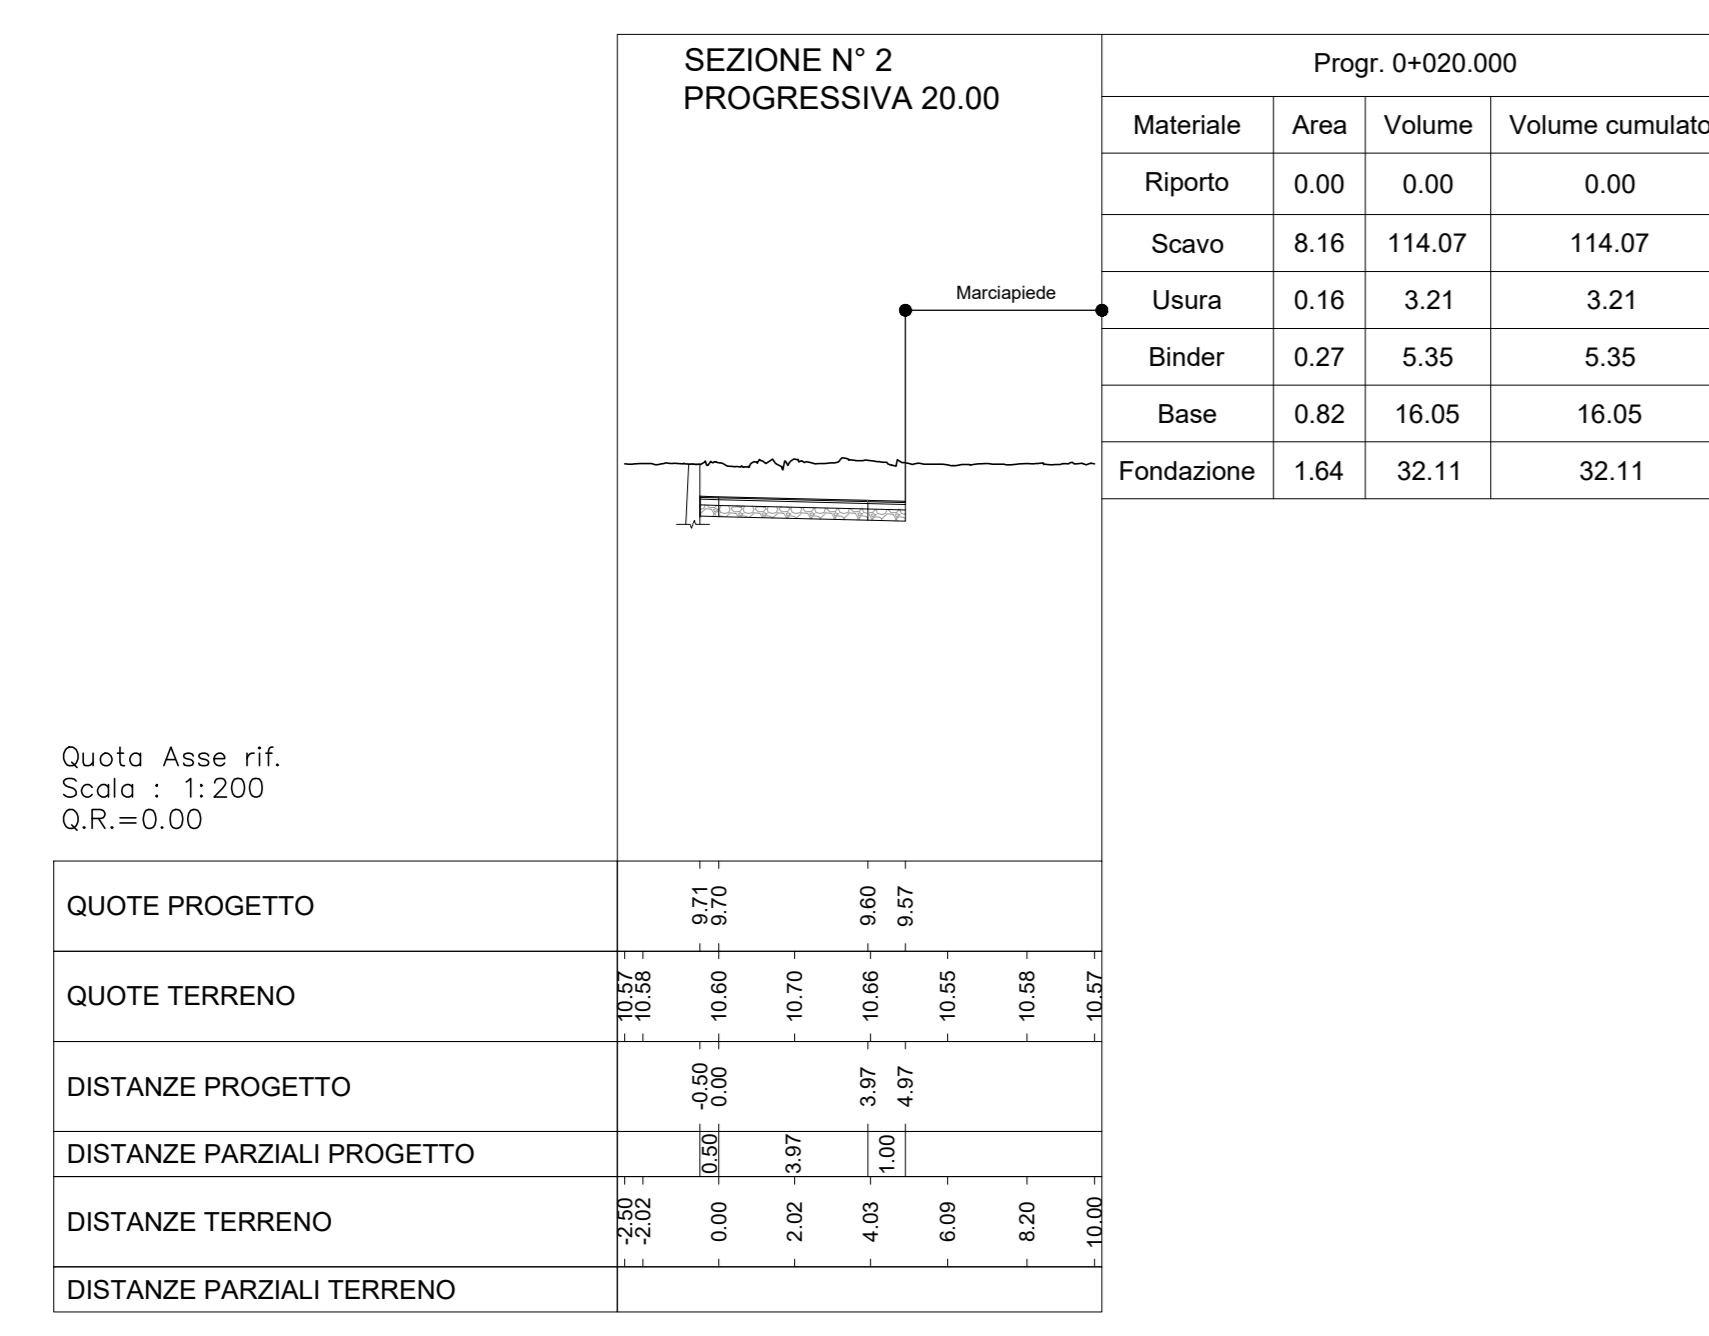 SEZIONE N° 2
PROGRESSIVA 20.00
Progr. 0+020.000
Materiale Area Volume Volume cumulato
Riporto 0.00 0.00 0.00
Scavo 8.16 114.07 114.07
Usura 0.16 3.21 3.21
Binder 0.27 5.35 5.35
Base 0.82 16.05 16.05
Fondazione 1.64 32.11 32.11
Marciapiede
Quota Asse rif.
Scala : 1:200
Q.R.=0.00
QUOTE PROGETTO 9.71 9.70 9.60 9.57
QUOTE TERRENO 10.57 10.58 10.60 10.70 10.66 10.55 10.58 10.57
DISTANZE PROGETTO -0.50 0.00 3.97 4.97
DISTANZE PARZIALI PROGETTO 0.50 3.97 1.00
DISTANZE TERRENO -2.50 -2.02 0.00 2.02 4.03 6.09 8.20 10.00
DISTANZE PARZIALI TERRENO